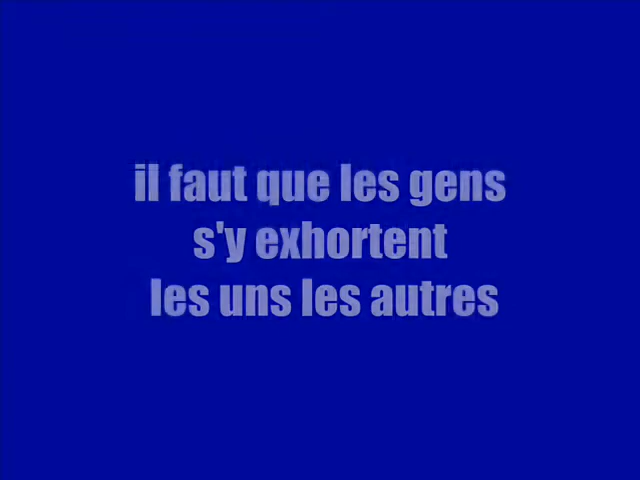 il faut que les gens
s'y exhortent
les uns les autres